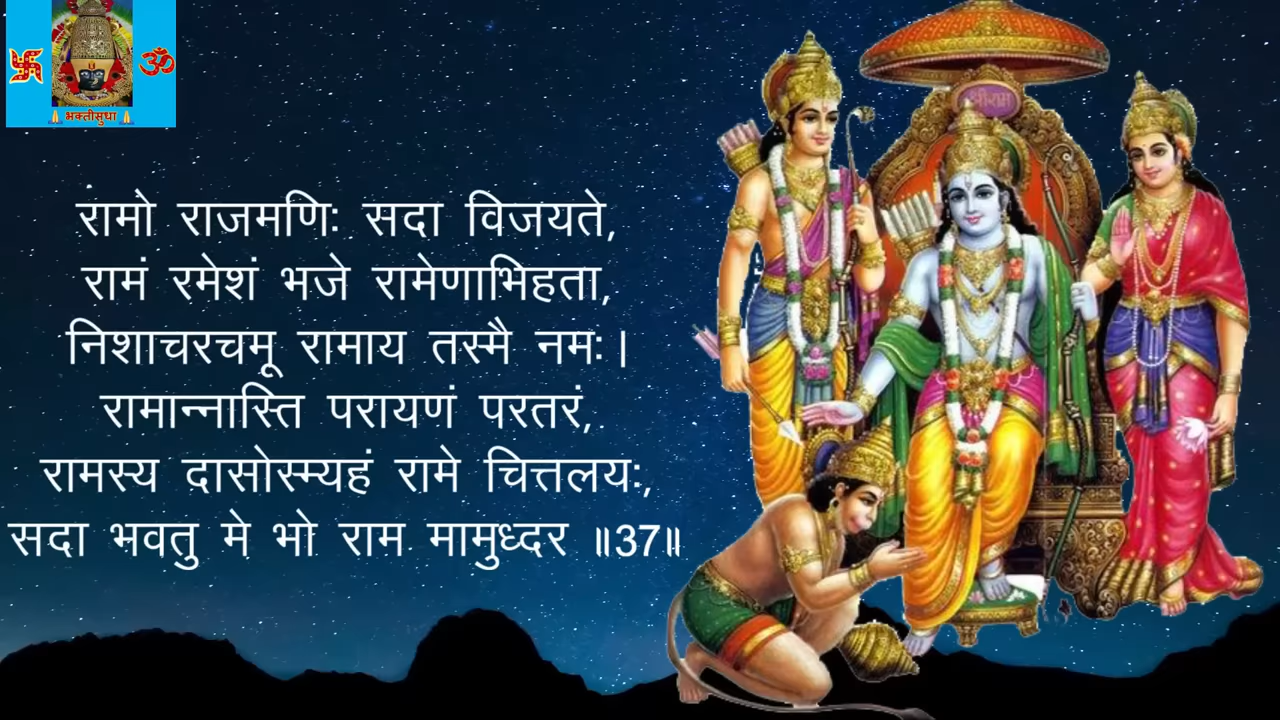 भक्तीसुधा
श्रीराम
रामो राजमणिः सदा विजयते,
रामं रमेशं भजे रामेणाभिहता,
निशाचरचमू रामाय तस्मै नमः।
रामान्नास्ति परायणं परतरं,
रामस्य दासोस्म्यहं रामे चित्तलयः,
सदा भवतु मे भो राम मामुध्दर ॥37॥